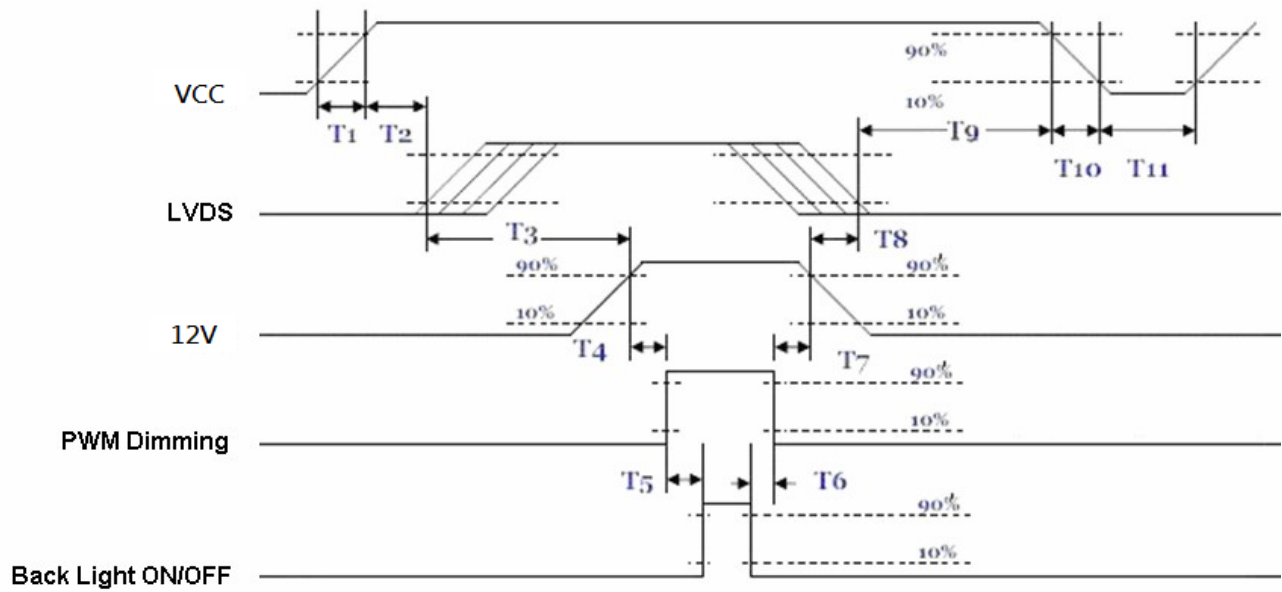 90%
VCC
10%
T1 T2 T9
T10 T11
LVDS
T3 T8
90% 90%
10% 10%
12V
T4 T7
90%
10%
PWM Dimming
T5 T6
90%
10%
Back Light ON/OFF